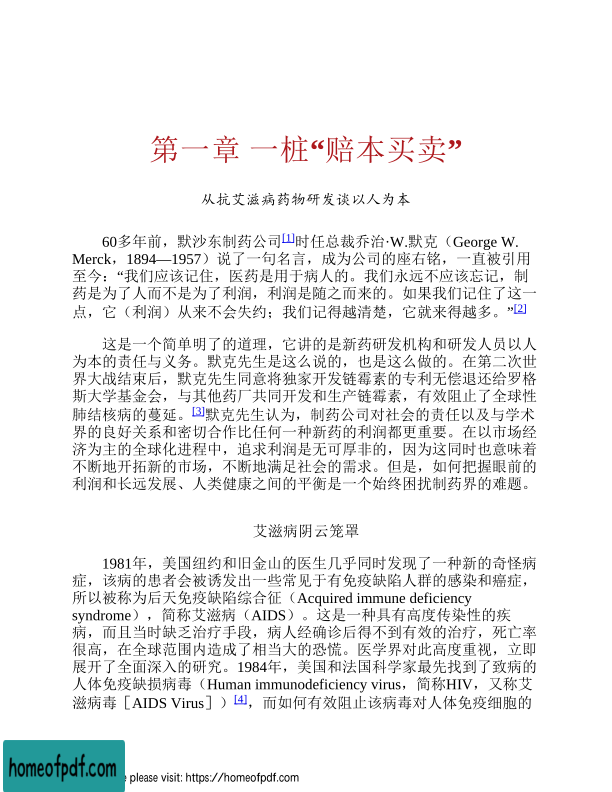 第一章 一桩“赔本买卖”
从抗艾滋病药物研发谈以人为本
60多年前，默沙东制药公司[1]时任总裁乔治·W.默克（George W.
Merck，1894—1957）说了一句名言，成为公司的座右铭，一直被引用
至今：“我们应该记住，医药是用于病人的。我们永远不应该忘记，制
药是为了人而不是为了利润，利润是随之而来的。如果我们记住了这一
点，它（利润）从来不会失约；我们记得越清楚，它就来得越多。”[2]
这是一个简单明了的道理，它讲的是新药研发机构和研发人员以人
为本的责任与义务。默克先生是这么说的，也是这么做的。在第二次世
界大战结束后，默克先生同意将独家开发链霉素的专利无偿退还给罗格
斯大学基金会，与其他药厂共同开发和生产链霉素，有效阻止了全球性
肺结核病的蔓延。[3]默克先生认为，制药公司对社会的责任以及与学术
界的良好关系和密切合作比任何一种新药的利润都更重要。在以市场经
济为主的全球化进程中，追求利润是无可厚非的，因为这同时也意味着
不断地开拓新的市场，不断地满足社会的需求。但是，如何把握眼前的
利润和长远发展、人类健康之间的平衡是一个始终困扰制药界的难题。
艾滋病阴云笼罩
1981年，美国纽约和旧金山的医生几乎同时发现了一种新的奇怪病
症，该病的患者会被诱发出一些常见于有免疫缺陷人群的感染和癌症，
所以被称为后天免疫缺陷综合征（Acquired immune deficiency
syndrome），简称艾滋病（AIDS）。这是一种具有高度传染性的疾
病，而且当时缺乏治疗手段，病人经确诊后得不到有效的治疗，死亡率
很高，在全球范围内造成了相当大的恐慌。医学界对此高度重视，立即
展开了全面深入的研究。1984年，美国和法国科学家最先找到了致病的
人体免疫缺损病毒（Human immunodeficiency virus，简称HIV，又称艾
滋病毒［AIDS Virus］）[4]，而如何有效阻止该病毒对人体免疫细胞的
homeofpdf.com
e please visit: https://homeofpdf.com